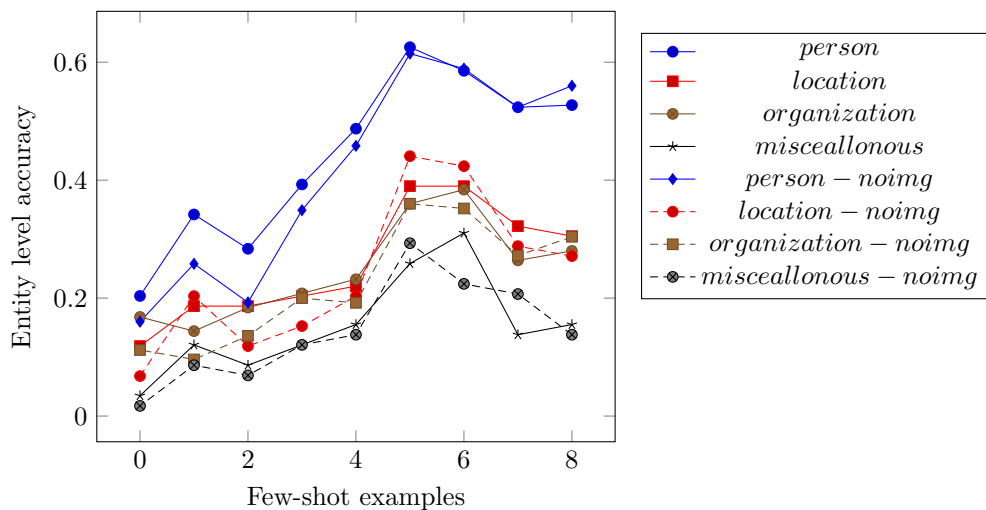 Entity level accuracy
0.6
0.4
0.2
0
0 2 4 6 8
Few-shot examples
person
location
organization
misceallonous
person − noimg
location − noimg
organization − noimg
misceallonous − noimg